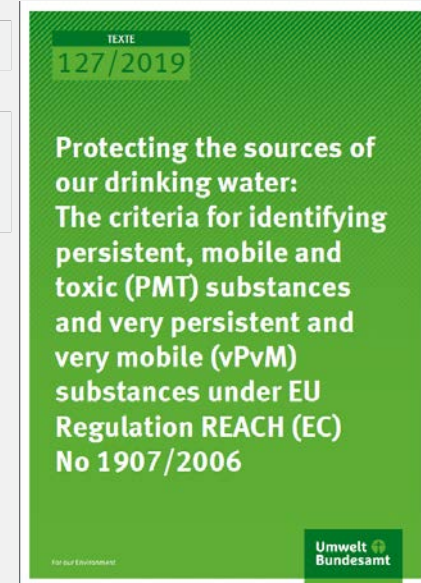 TEXTE
127/2019
Protecting the sources of
our drinking water:
The criteria for identifying
persistent, mobile and
toxic (PMT) substances
and very persistent and
very mobile (vPvM)
substances under EU
Regulation REACH (EC)
No 1907/2006
For our Environment
Umwelt
Bundesamt